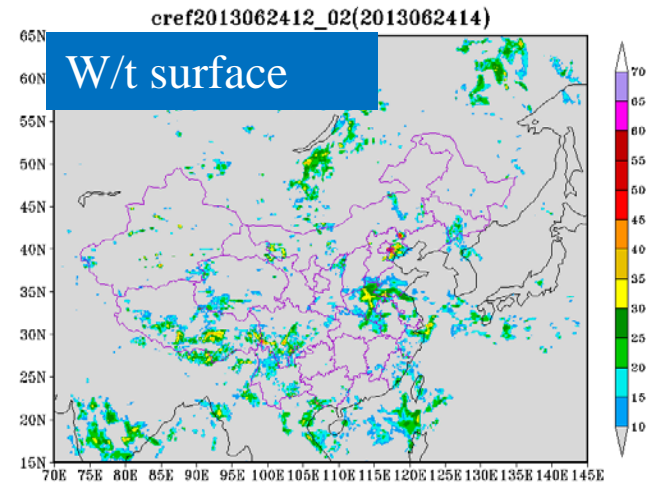 cref2013062412_02(2013062414)
W/t surface
65N
60N
55N
50N
45N
40N
35N
30N
25N
20N
15N
70E 75E 80E 85E 90E 95E 100E 105E 110E 115E 120E 125E 130E 135E 140E 145E
70
65
60
55
50
45
40
35
30
25
20
15
10